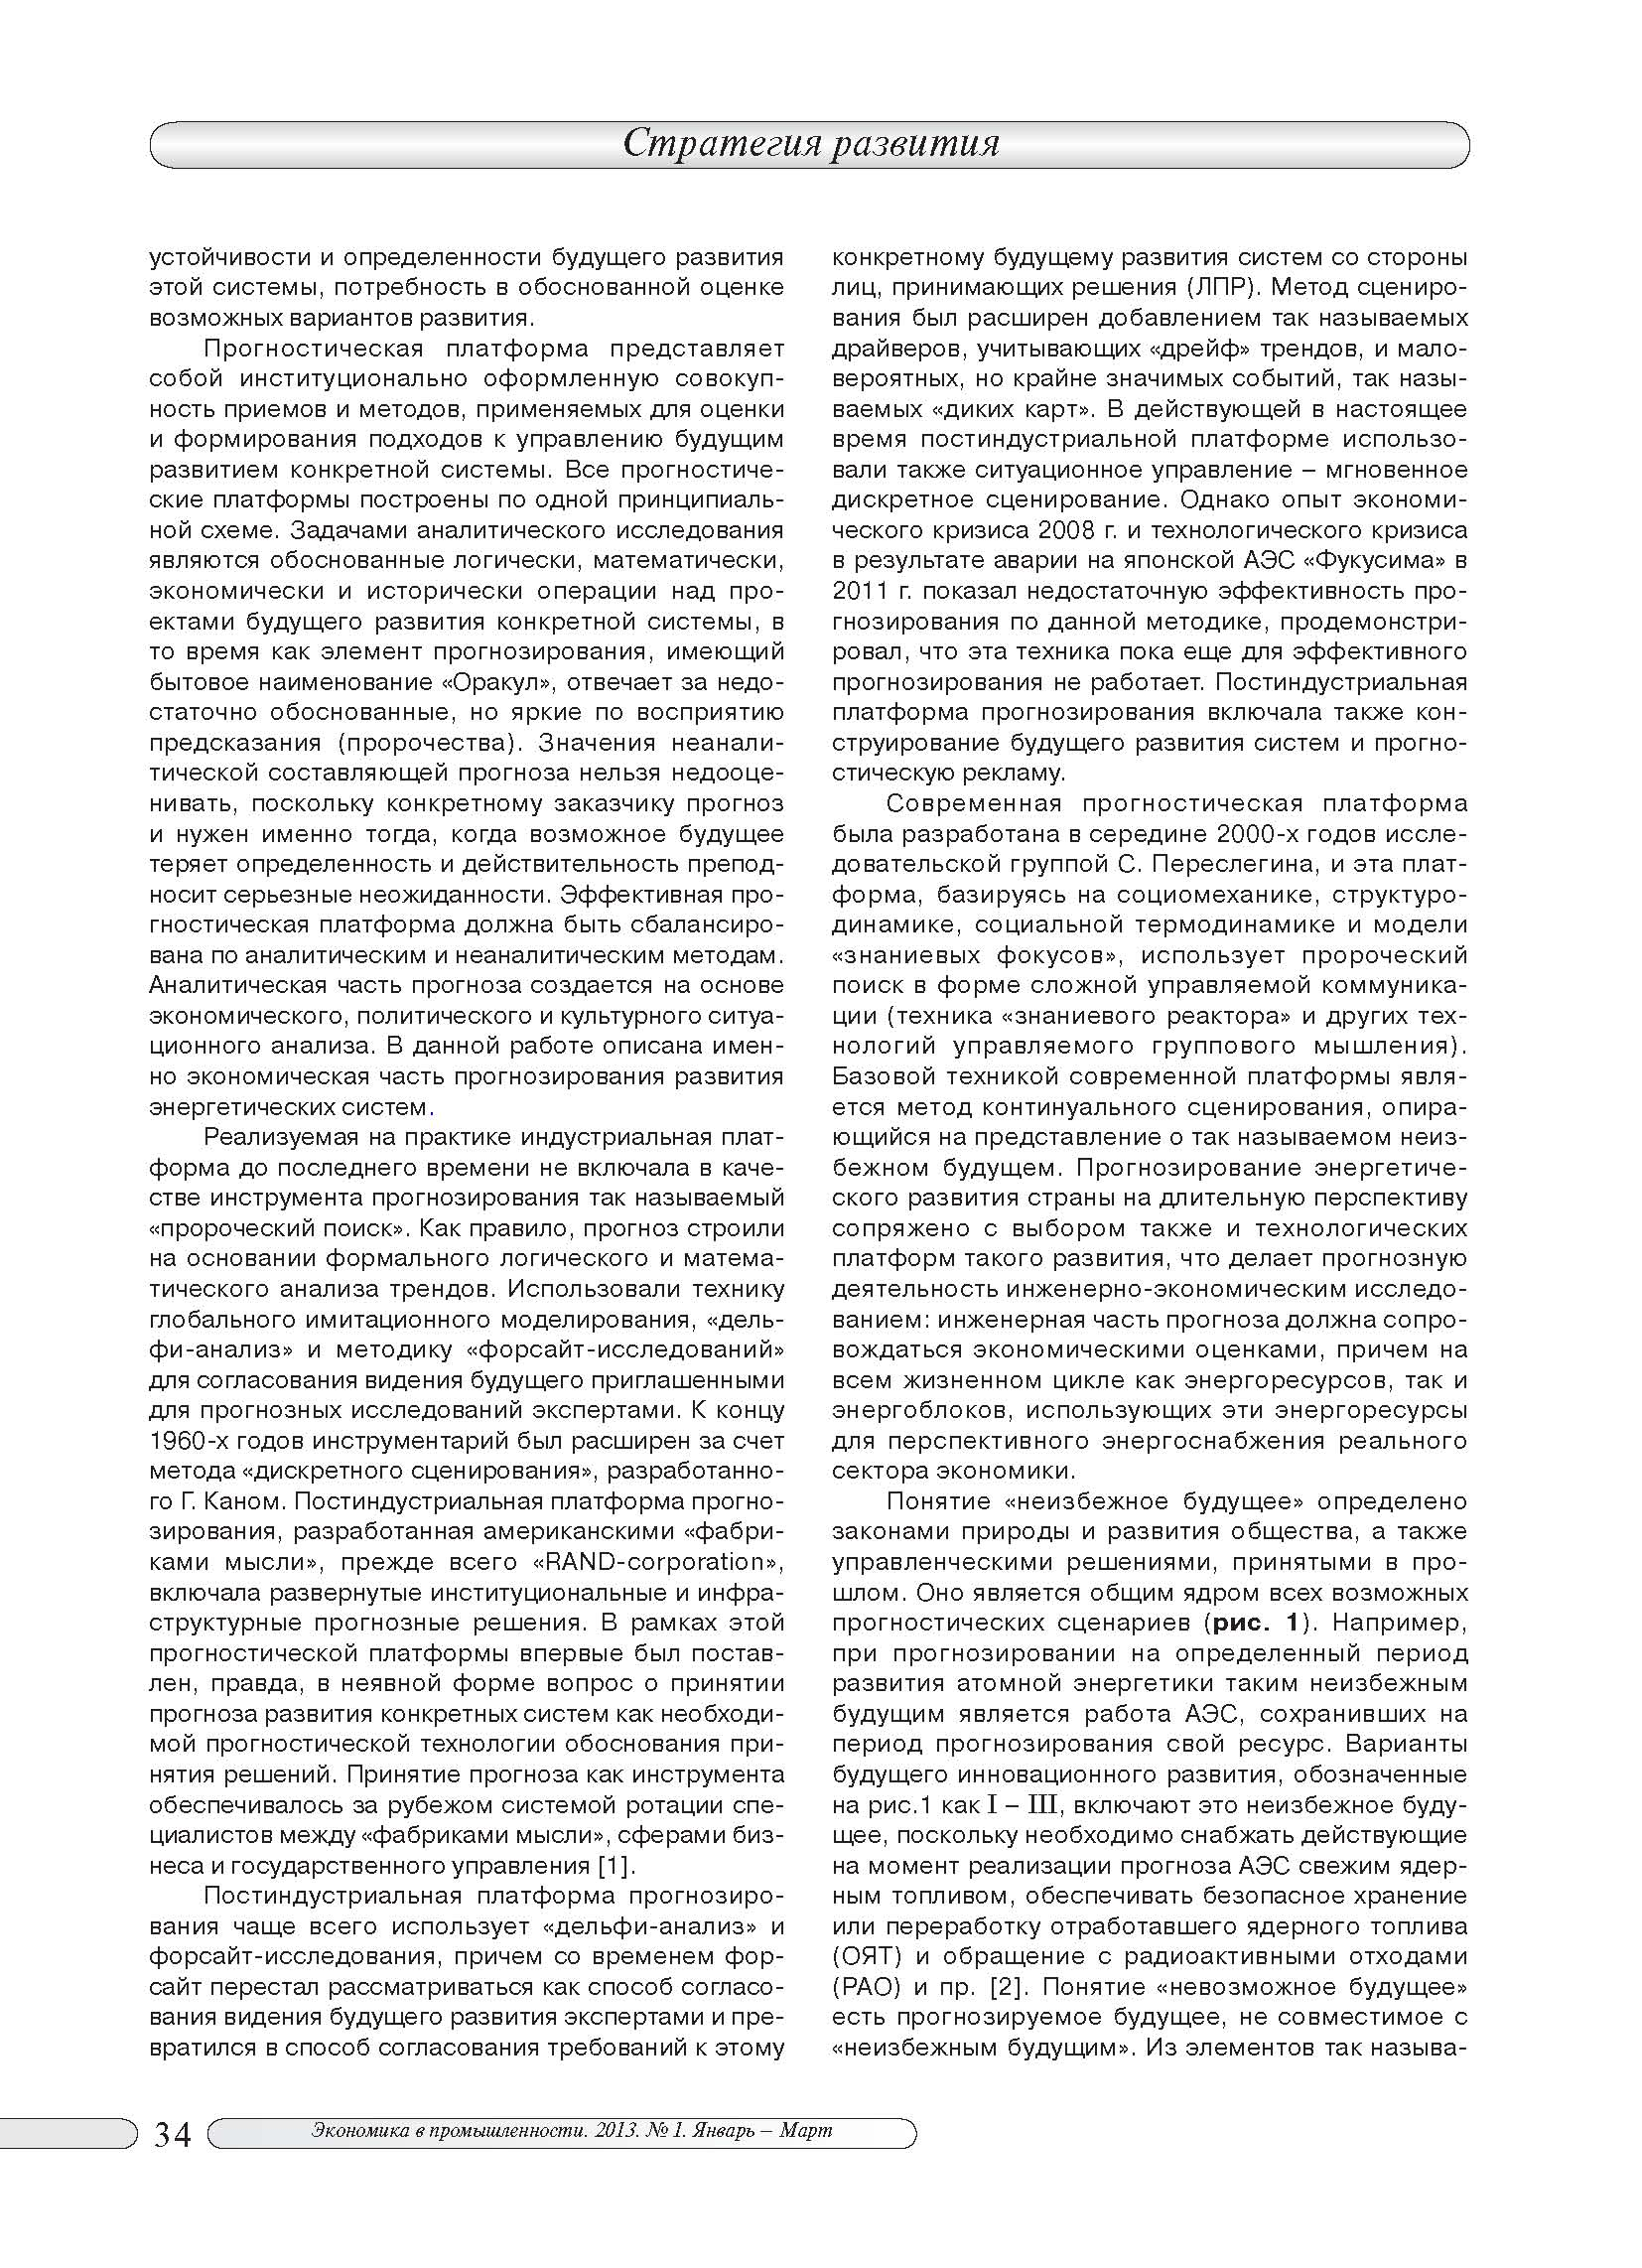 Стратегия развития
устойчивости и определенности будущего развития
этой системы, потребность в обоснованной оценке
возможных вариантов развития.
Прогностическая платформа представляет
собой институционально оформленную совокуп-
ность приемов и методов, применяемых для оценки
и формирования подходов к управлению будущим
развитием конкретной системы. Все прогностиче-
ские платформы построены по одной принципиаль-
ной схеме. Задачами аналитического исследования
являются обоснованные логически, математически,
экономически и исторически операции над про-
ектами будущего развития конкретной системы, в
то время как элемент прогнозирования, имеющий
бытовое наименование «Оракул», отвечает за недо-
статочно обоснованные, но яркие по восприятию
предсказания (пророчества). Значения неанали-
тической составляющей прогноза нельзя недооце-
нивать, поскольку конкретному заказчику прогноз
и нужен именно тогда, когда возможное будущее
теряет определенность и действительность препод-
носит серьезные неожиданности. Эффективная про-
гностическая платформа должна быть сбалансиро-
вана по аналитическим и неаналитическим методам.
Аналитическая часть прогноза создается на основе
экономического, политического и культурного ситуа-
ционного анализа. В данной работе описана имен-
но экономическая часть прогнозирования развития
энергетических систем.
Реализуемая на практике индустриальная плат-
форма до последнего времени не включала в каче-
стве инструмента прогнозирования так называемый
«пророческий поиск». Как правило, прогноз строили
на основании формального логического и матема-
тического анализа трендов. Использовали технику
глобального имитационного моделирования, «дель-
фи-анализ» и методику «форсайт-исследований»
для согласования видения будущего приглашенными
для прогнозных исследований экспертами. К концу
1960-х годов инструментарий был расширен за счет
метода «дискретного сценирования», разработанно-
го Г. Каном. Постиндустриальная платформа прогно-
зирования, разработанная американскими «фабри-
ками мысли», прежде всего «RAND-corporation»,
включала развернутые институциональные и инфра-
структурные прогнозные решения. В рамках этой
прогностической платформы впервые был постав-
лен, правда, в неявной форме вопрос о принятии
прогноза развития конкретных систем как необходи-
мой прогностической технологии обоснования при-
нятия решений. Принятие прогноза как инструмента
обеспечивалось за рубежом системой ротации спе-
циалистов между «фабриками мысли», сферами биз-
неса и государственного управления [1].
Постиндустриальная платформа прогнозиро-
вания чаще всего использует «дельфи-анализ» и
форсайт-исследования, причем со временем фор-
сайт перестал рассматриваться как способ согласо-
вания видения будущего развития экспертами и пре-
вратился в способ согласования требований к этому
конкретному будущему развития систем со стороны
лиц, принимающих решения (ЛПР). Метод сцениро-
вания был расширен добавлением так называемых
драйверов, учитывающих «дрейф» трендов, и мало-
вероятных, но крайне значимых событий, так назы-
ваемых «диких карт». В действующей в настоящее
время постиндустриальной платформе использо-
вали также ситуационное управление – мгновенное
дискретное сценирование. Однако опыт экономи-
ческого кризиса 2008 г. и технологического кризиса
в результате аварии на японской АЭС «Фукусима» в
2011 г. показал недостаточную эффективность про-
гнозирования по данной методике, продемонстри-
ровал, что эта техника пока еще для эффективного
прогнозирования не работает. Постиндустриальная
платформа прогнозирования включала также кон-
струирование будущего развития систем и прогно-
стическую рекламу.
Современная прогностическая платформа
была разработана в середине 2000-х годов иссле-
довательской группой С. Переслегина, и эта плат-
форма, базируясь на социомеханике, структуро-
динамике, социальной термодинамике и модели
«знаниевых фокусов», использует пророческий
поиск в форме сложной управляемой коммуника-
ции (техника «знаниевого реактора» и других тех-
нологий управляемого группового мышления).
Базовой техникой современной платформы явля-
ется метод континуального сценирования, опира-
ющийся на представление о так называемом неиз-
бежном будущем. Прогнозирование энергетиче-
ского развития страны на длительную перспективу
сопряжено с выбором также и технологических
платформ такого развития, что делает прогнозную
деятельность инженерно-экономическим исследо-
ванием: инженерная часть прогноза должна сопро-
вождаться экономическими оценками, причем на
всем жизненном цикле как энергоресурсов, так и
энергоблоков, использующих эти энергоресурсы
для перспективного энергоснабжения реального
сектора экономики.
Понятие «неизбежное будущее» определено
законами природы и развития общества, а также
управленческими решениями, принятыми в про-
шлом. Оно является общим ядром всех возможных
прогностических сценариев (рис. 1). Например,
при прогнозировании на определенный период
развития атомной энергетики таким неизбежным
будущим является работа АЭС, сохранивших на
период прогнозирования свой ресурс. Варианты
будущего инновационного развития, обозначенные
на рис.1 как I – III, включают это неизбежное буду-
щее, поскольку необходимо снабжать действующие
на момент реализации прогноза АЭС свежим ядер-
ным топливом, обеспечивать безопасное хранение
или переработку отработавшего ядерного топлива
(ОЯТ) и обращение с радиоактивными отходами
(РАО) и пр. [2]. Понятие «невозможное будущее»
есть прогнозируемое будущее, не совместимое с
«неизбежным будущим». Из элементов так называ-
34
Экономика в промышленности. 2013. № 1. Январь – Март